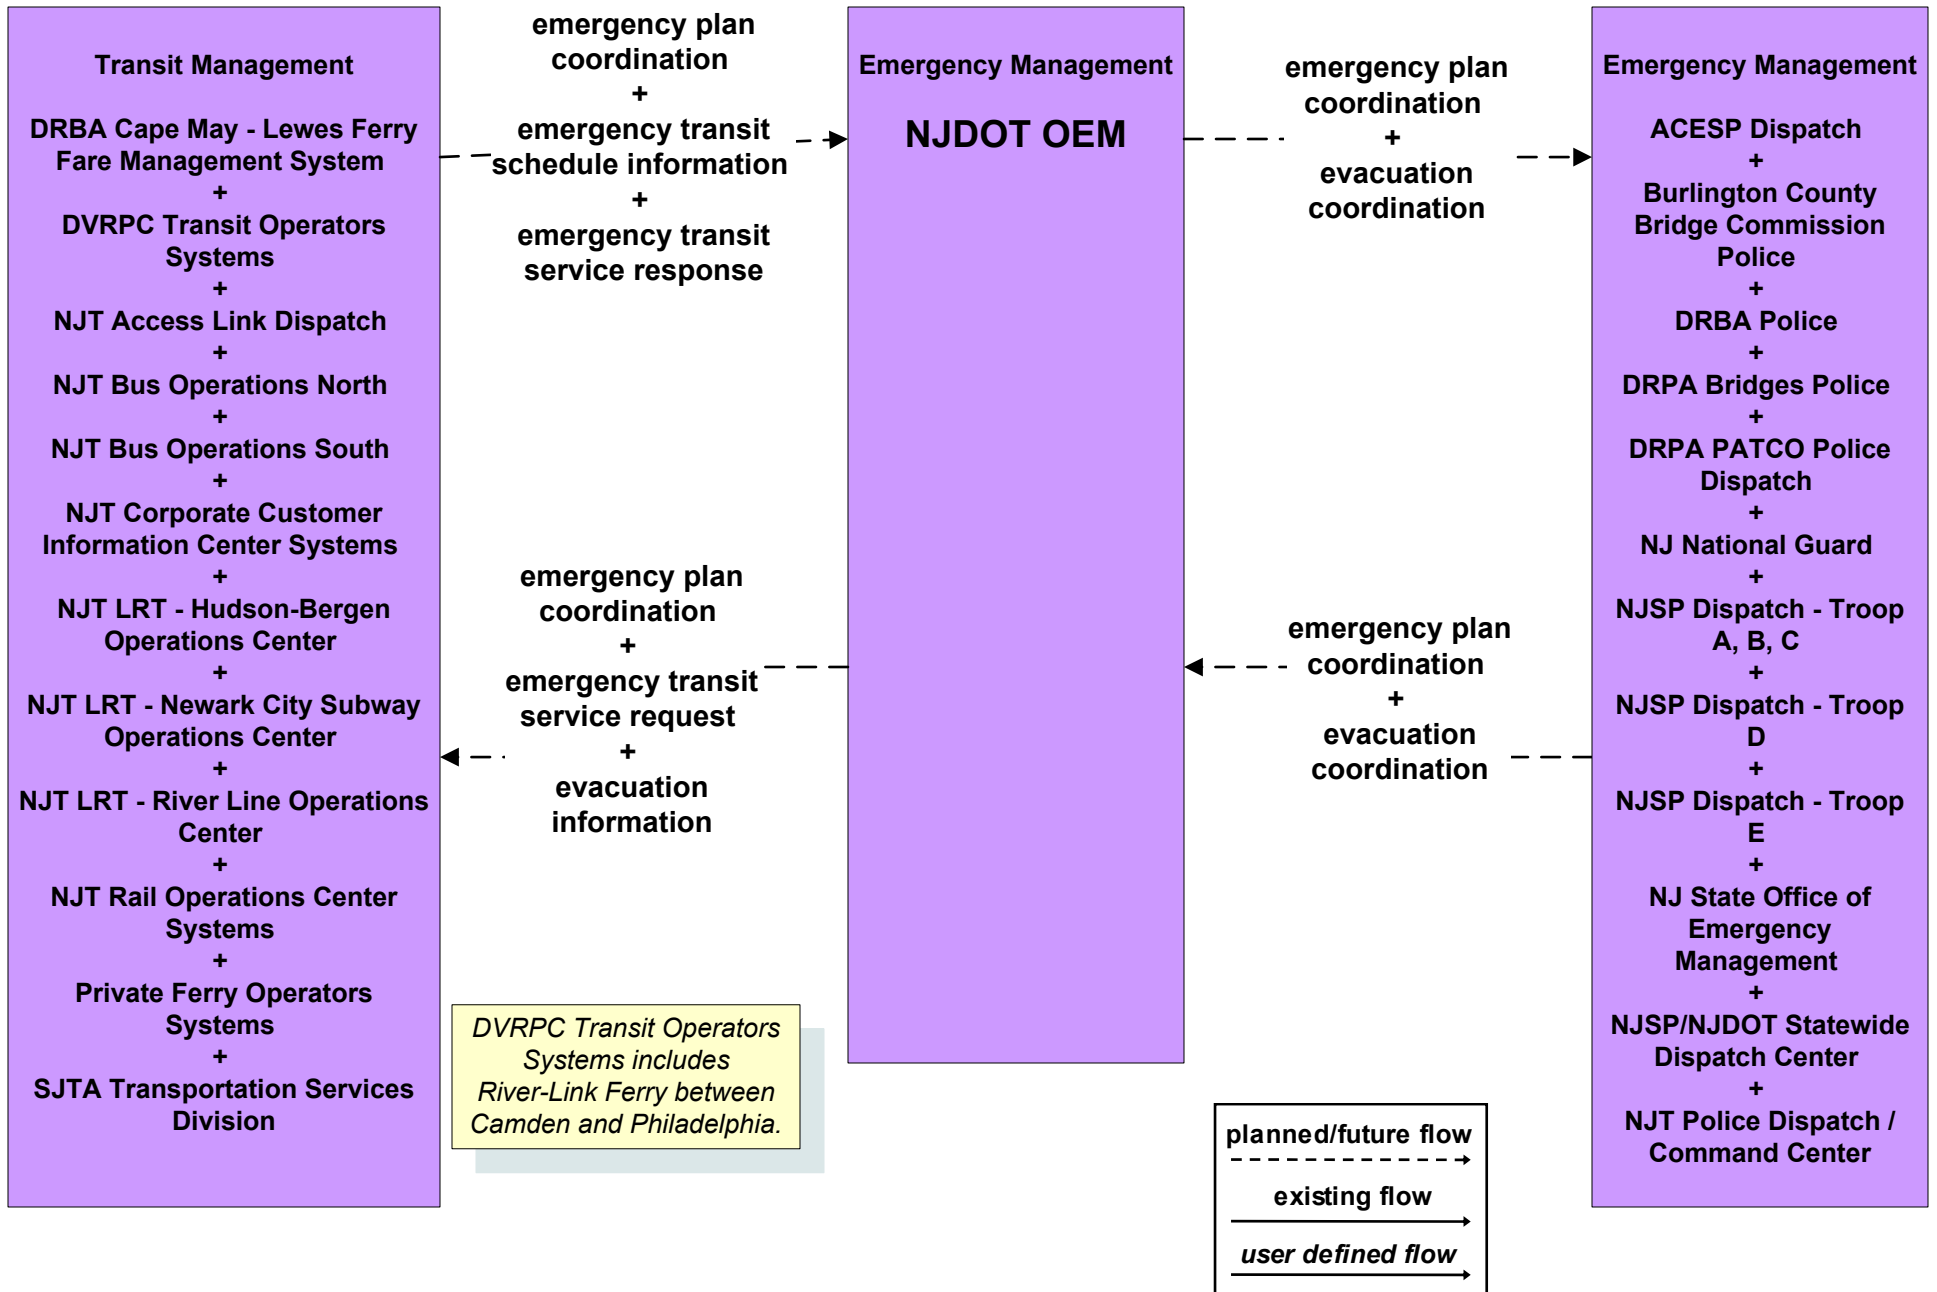 Transit Management
DRBA Cape May - Lewes Ferry
Fare Management System
+
DVRPC Transit Operators
Systems
+
NJT Access Link Dispatch
+
NJT Bus Operations North
+
NJT Bus Operations South
+
NJT Corporate Customer
Information Center Systems
+
NJT LRT - Hudson-Bergen
Operations Center
+
NJT LRT - Newark City Subway
Operations Center
+
NJT LRT - River Line Operations
Center
+
NJT Rail Operations Center
Systems
+
Private Ferry Operators
Systems
+
SJTA Transportation Services
Division
emergency plan
coordination
+
emergency transit
schedule information
+
emergency transit
service response
emergency plan
coordination
+
emergency transit
service request
+
evacuation
information
DVRPC Transit Operators
Systems includes
River-Link Ferry between
Camden and Philadelphia.
Emergency Management
NJDOT OEM
emergency plan
coordination
+
evacuation
coordination
emergency plan
coordination
+
evacuation
coordination
planned/future flow
existing flow
user defined flow
Emergency Management
ACESP Dispatch
+
Burlington County
Bridge Commission
Police
+
DRBA Police
+
DRPA Bridges Police
+
DRPA PATCO Police
Dispatch
+
NJ National Guard
+
NJSP Dispatch - Troop
A, B, C
+
NJSP Dispatch - Troop
D
+
NJSP Dispatch - Troop
E
+
NJ State Office of
Emergency
Management
+
NJSP/NJDOT Statewide
Dispatch Center
+
NJT Police Dispatch /
Command Center